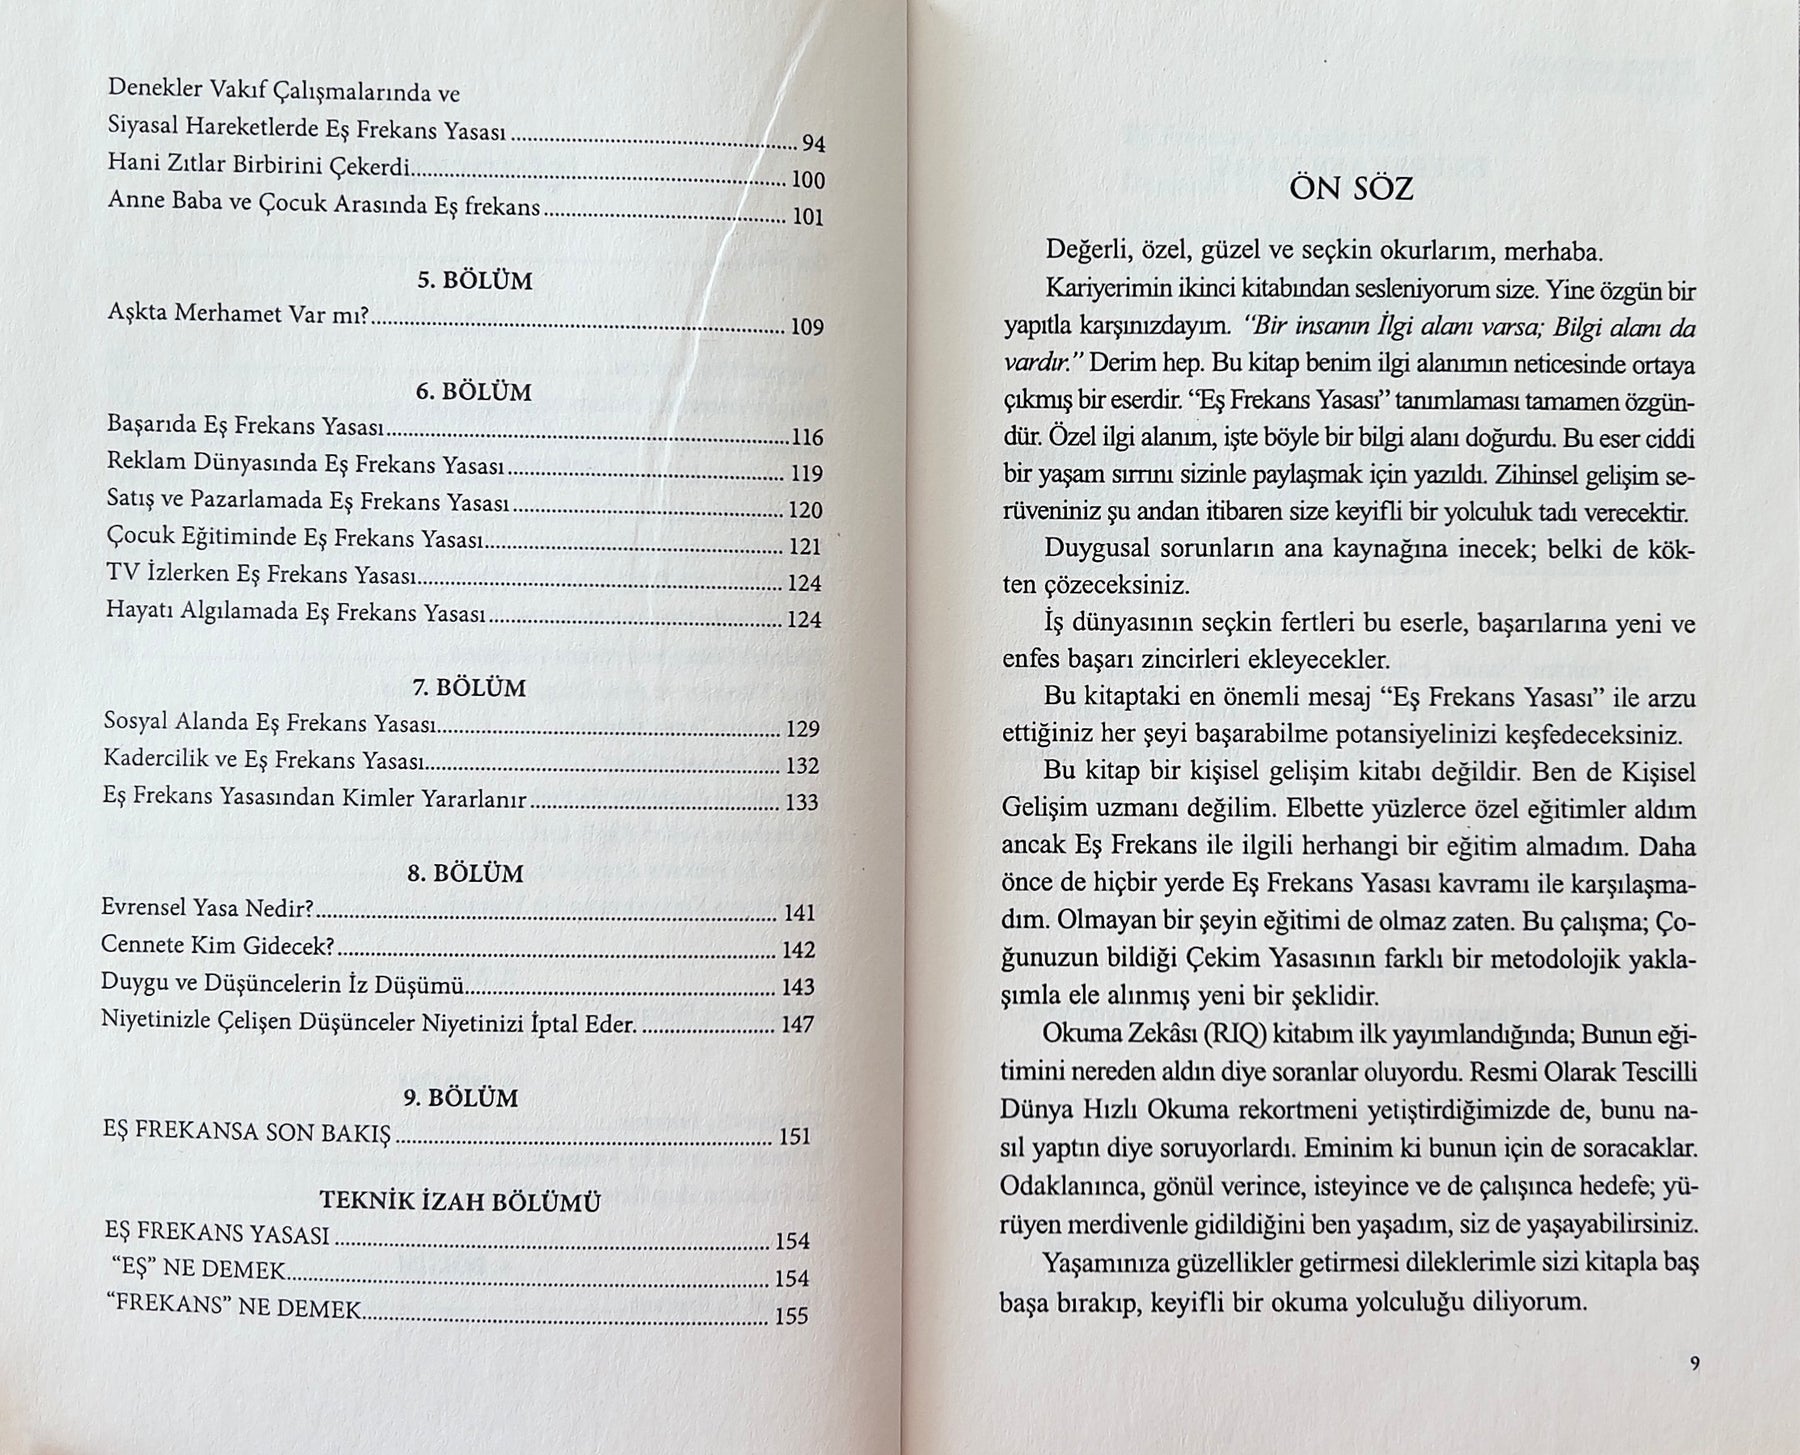 Denekler Vakıf Çalışmalarında ve
Siyasal Hareketlerde Eş Frekans Yasası ........................................... 94
Hani Zıtlar Birbirini Çekerdi......................................................... 100
Anne Baba ve Çocuk Arasında Eş frekans .................................... 101
5. BÖLÜM
Aşkta Merhamet Var mı?............................................................... 109
6. BÖLÜM
Başarıda Eş Frekans Yasası.............................................................116
Reklam Dünyasında Eş Frekans Yasası .......................................... 119
Satış ve Pazarlamada Eş Frekans Yasası ......................................... 120
Çocuk Eğitiminde Eş Frekans Yasası............................................. 121
TV İzlerken Eş Frekans Yasası....................................................... 124
Hayatı Algılamada Eş Frekans Yasası ............................................ 124
7. BÖLÜM
Sosyal Alanda Eş Frekans Yasası.................................................... 129
Kadercilik ve Eş Frekans Yasası..................................................... 132
Eş Frekans Yasasından Kimler Yararlanır ...................................... 133
8. BÖLÜM
Evrensel Yasa Nedir?...................................................................... 141
Cennete Kim Gidecek?.................................................................. 142
Duygu ve Düşüncelerin İz Düşümü............................................... 143
Niyetinizle Çelişen Düşünceler Niyetinizi İptal Eder. .................... 147
9. BÖLÜM
EŞ FREKANSA SON BAKIŞ ......................................................... 151
TEKNİK İZAH BÖLÜMÜ
EŞ FREKANS YASASI .................................................................. 154
“EŞ” NE DEMEK......................................................................... 154
“FREKANS” NE DEMEK............................................................. 155
ÖN SÖZ
Değerli, özel, güzel ve seçkin okurlarım, merhaba.
Kariyerimin ikinci kitabından sesleniyorum size. Yine özgün bir
yapıtla karşınızdayım. “Bir insanın İlgi alanı varsa; Bilgi alanı da
vardır.” Derim hep. Bu kitap benim ilgi alanımın neticesinde ortaya
çıkmış bir eserdir. “Eş Frekans Yasası” tanımlaması tamamen özgün-
dür. Özel ilgi alanım, işte böyle bir bilgi alanı doğurdu. Bu eser ciddi
bir yaşam sırrını sizinle paylaşmak için yazıldı. Zihinsel gelişim se-
rüveniniz şu andan itibaren size keyifli bir yolculuk tadı verecektir.
Duygusal sorunların ana kaynağına inecek; belki de kök-
ten çözeceksiniz.
İş dünyasının seçkin fertleri bu eserle, başarılarına yeni ve
enfes başarı zincirleri ekleyecekler.
Bu kitaptaki en önemli mesaj “Eş Frekans Yasası” ile arzu
ettiğiniz her şeyi başarabilme potansiyelinizi keşfedeceksiniz.
Bu kitap bir kişisel gelişim kitabı değildir. Ben de Kişisel
Gelişim uzmanı değilim. Elbette yüzlerce özel eğitimler aldım
ancak Eş Frekans ile ilgili herhangi bir eğitim almadım. Daha
önce de hiçbir yerde Eş Frekans Yasası kavramı ile karşılaşma-
dım. Olmayan bir şeyin eğitimi de olmaz zaten. Bu çalışma; Ço-
ğunuzun bildiği Çekim Yasasının farklı bir metodolojik yakla-
şımla ele alınmış yeni bir şeklidir.
Okuma Zekâsı (RIQ) kitabım ilk yayımlandığında; Bunun eği-
timini nereden aldın diye soranlar oluyordu. Resmi Olarak Tescilli
Dünya Hızlı Okuma rekortmeni yetiştirdiğimizde de, bunu na-
sıl yaptın diye soruyorlardı. Eminim ki bunun için de soracaklar.
Odaklanınca, gönül verince, isteyince ve de çalışınca hedefe; yü-
rüyen merdivenle gidildiğini ben yaşadım, siz de yaşayabilirsiniz.
Yaşamınıza güzellikler getirmesi dileklerimle sizi kitapla baş
başa bırakıp, keyifli bir okuma yolculuğu diliyorum.
9